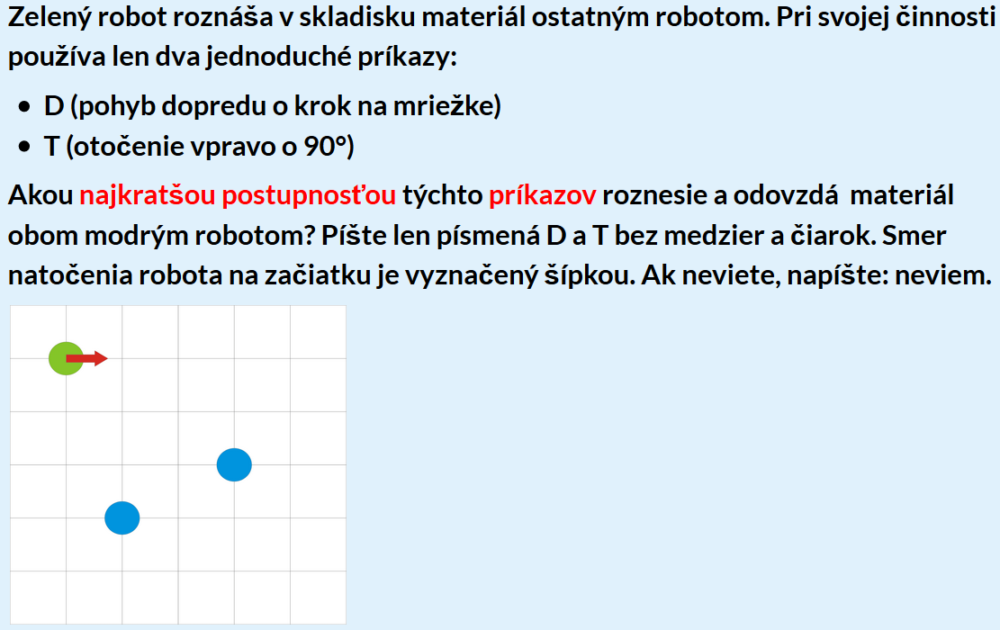 Zelený robot roznáša v skladisku materiál ostatným robotom. Pri svojej činnosti
používa len dva jednoduché príkazy:
• D (pohyb dopredu o krok na mriežke)
• T (otočenie vpravo o 90°)
Akou najkratšou postupnosťou týchto príkazov roznesie a odovzdá materiál
obom modrým robotom? Píšte len písmená D a T bez medzier a čiarok. Smer
natočenia robota na začiatku je vyznačený šípkou. Ak neviete, napíšte: neviem.